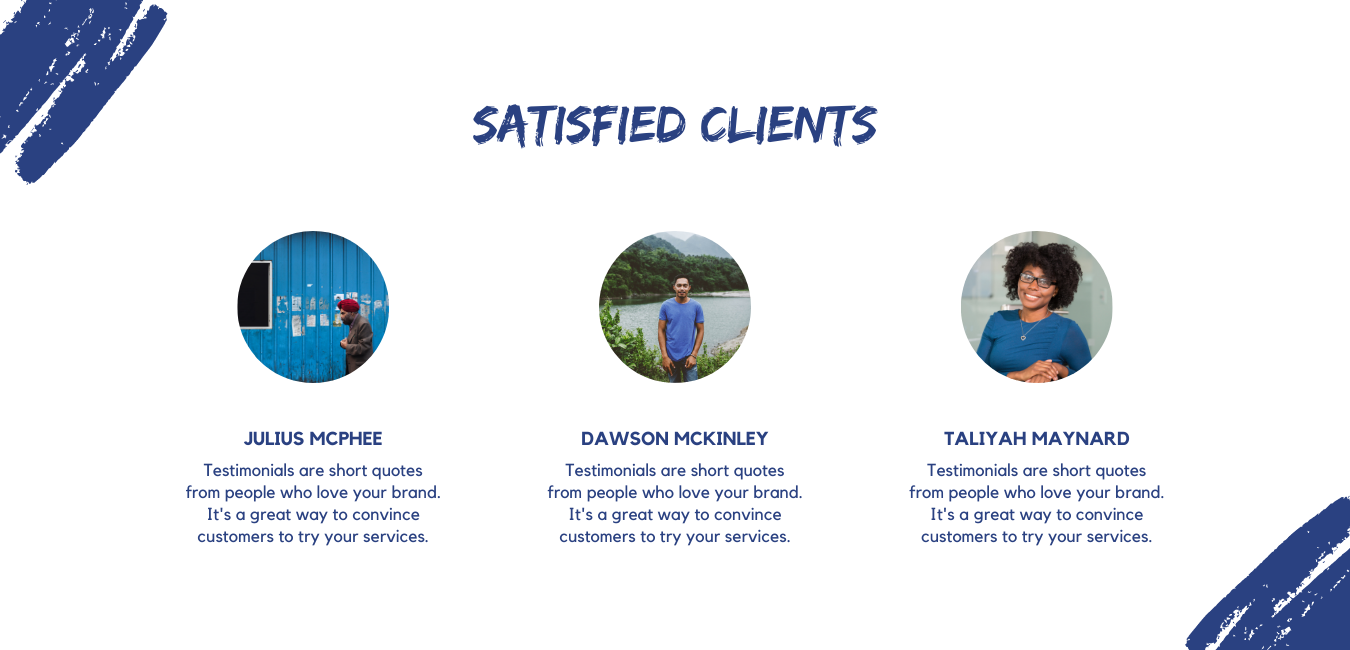 SATISFIED CLIENTS
JULIUS MCPHEE
Testimonials are short quotes
from people who love your brand.
It's a great way to convince
customers to try your services.
DAWSON MCKINLEY
Testimonials are short quotes
from people who love your brand.
It's a great way to convince
customers to try your services.
TALIYAH MAYNARD
Testimonials are short quotes
from people who love your brand.
It's a great way to convince
customers to try your services.